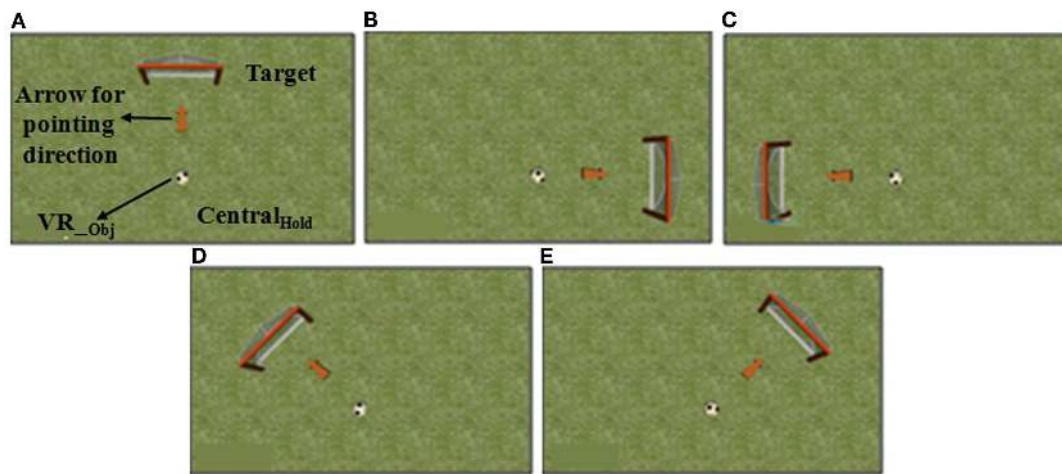 A
Target
Arrow for
pointing
direction
VR_Obj
CentralHold
B
C
D
E